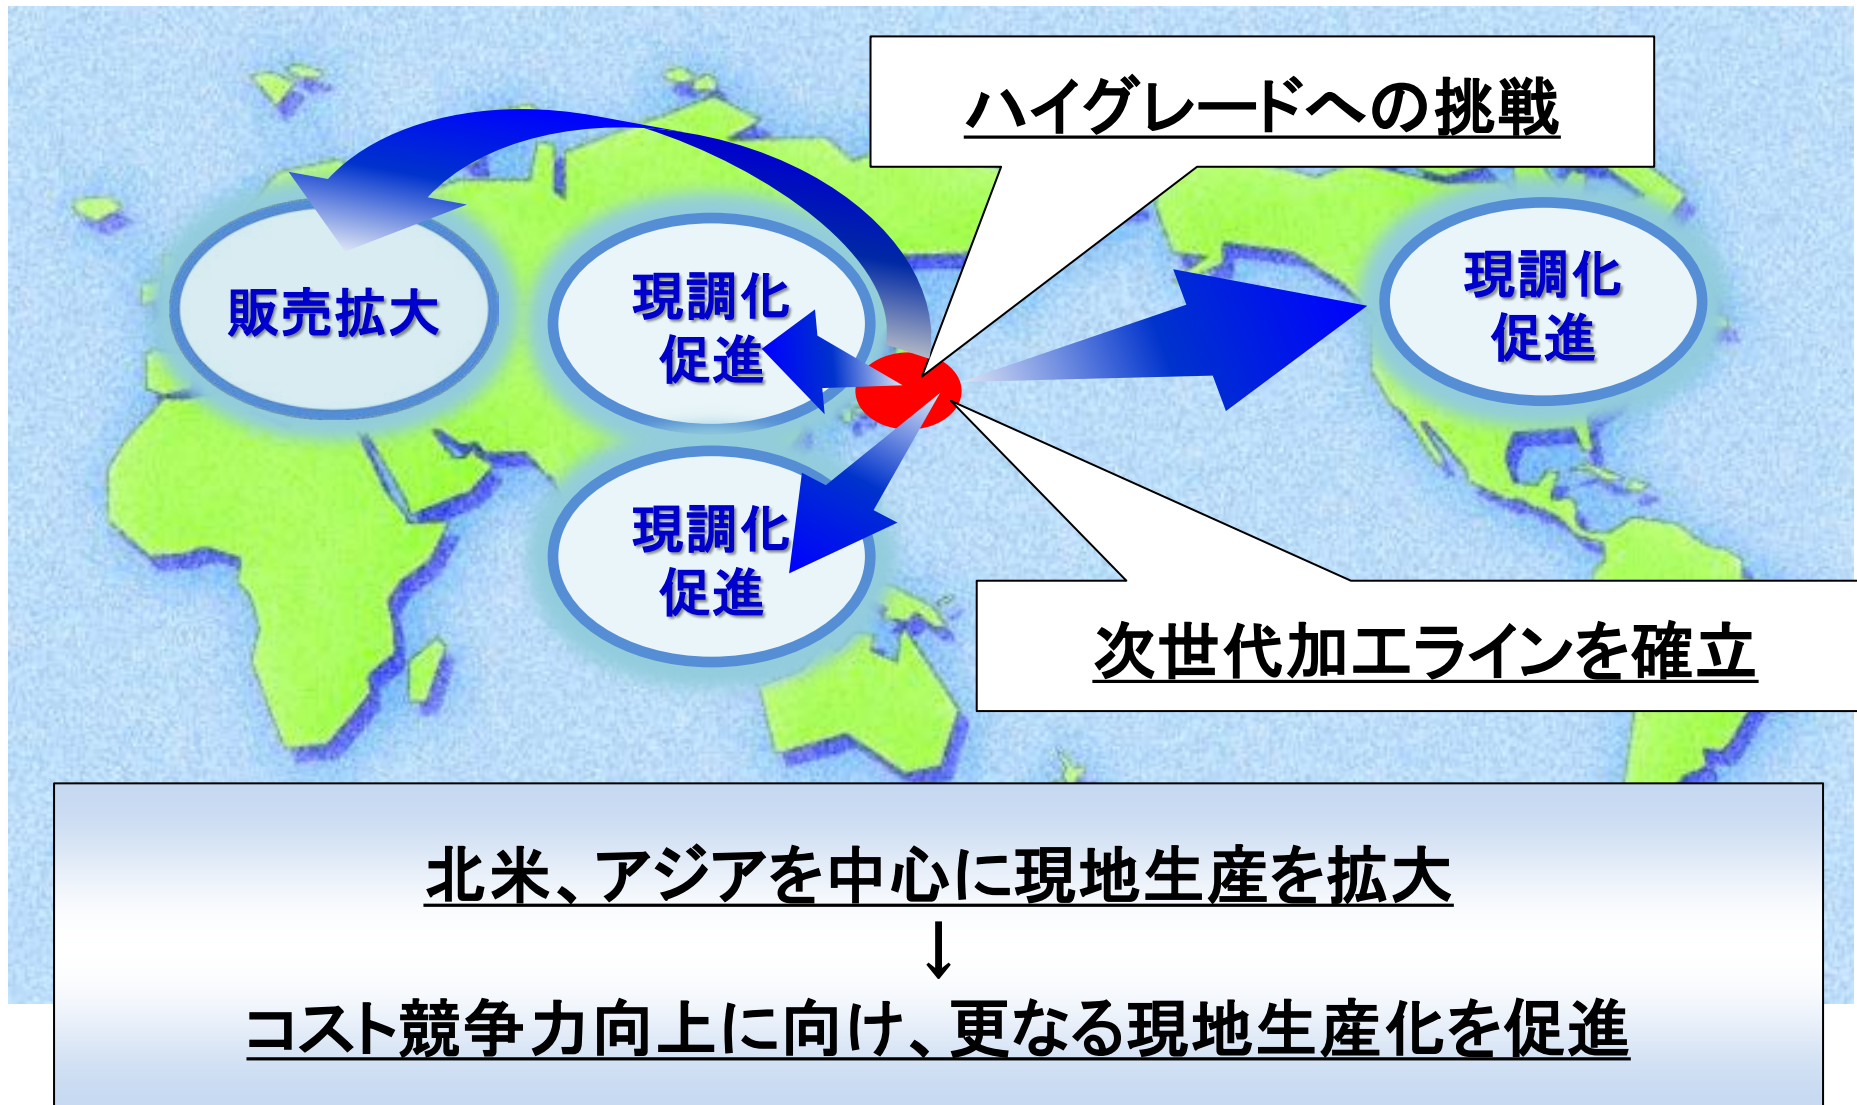 ハイグレードへの挑戦
販売拡大
現調化
促進
現調化
促進
現調化
促進
次世代加工ラインを確立
北米、アジアを中心に現地生産を拡大
↓
コスト競争力向上に向け、更なる現地生産化を促進